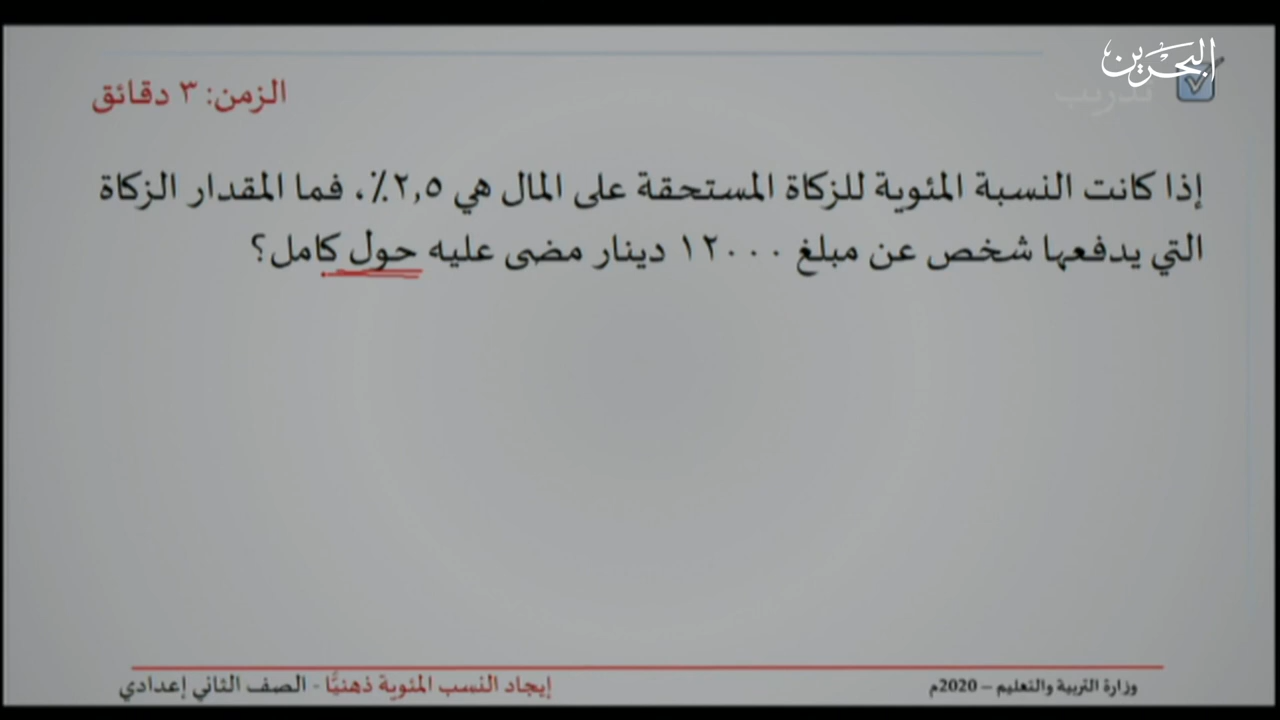 البحرين
تدريب
الزمن: ٣ دقائق
إذا كانت النسبة المئوية للزكاة المستحقة على المال هي ٢,٥٪، فما المقدار الزكاة
التي يدفعها شخص عن مبلغ ١٢٠٠٠ دينار مضى عليه حول كامل؟
وزارة التربية والتعليم – 2020م
إيجاد النسب المئوية ذهنيًّا - الصف الثاني إعدادي